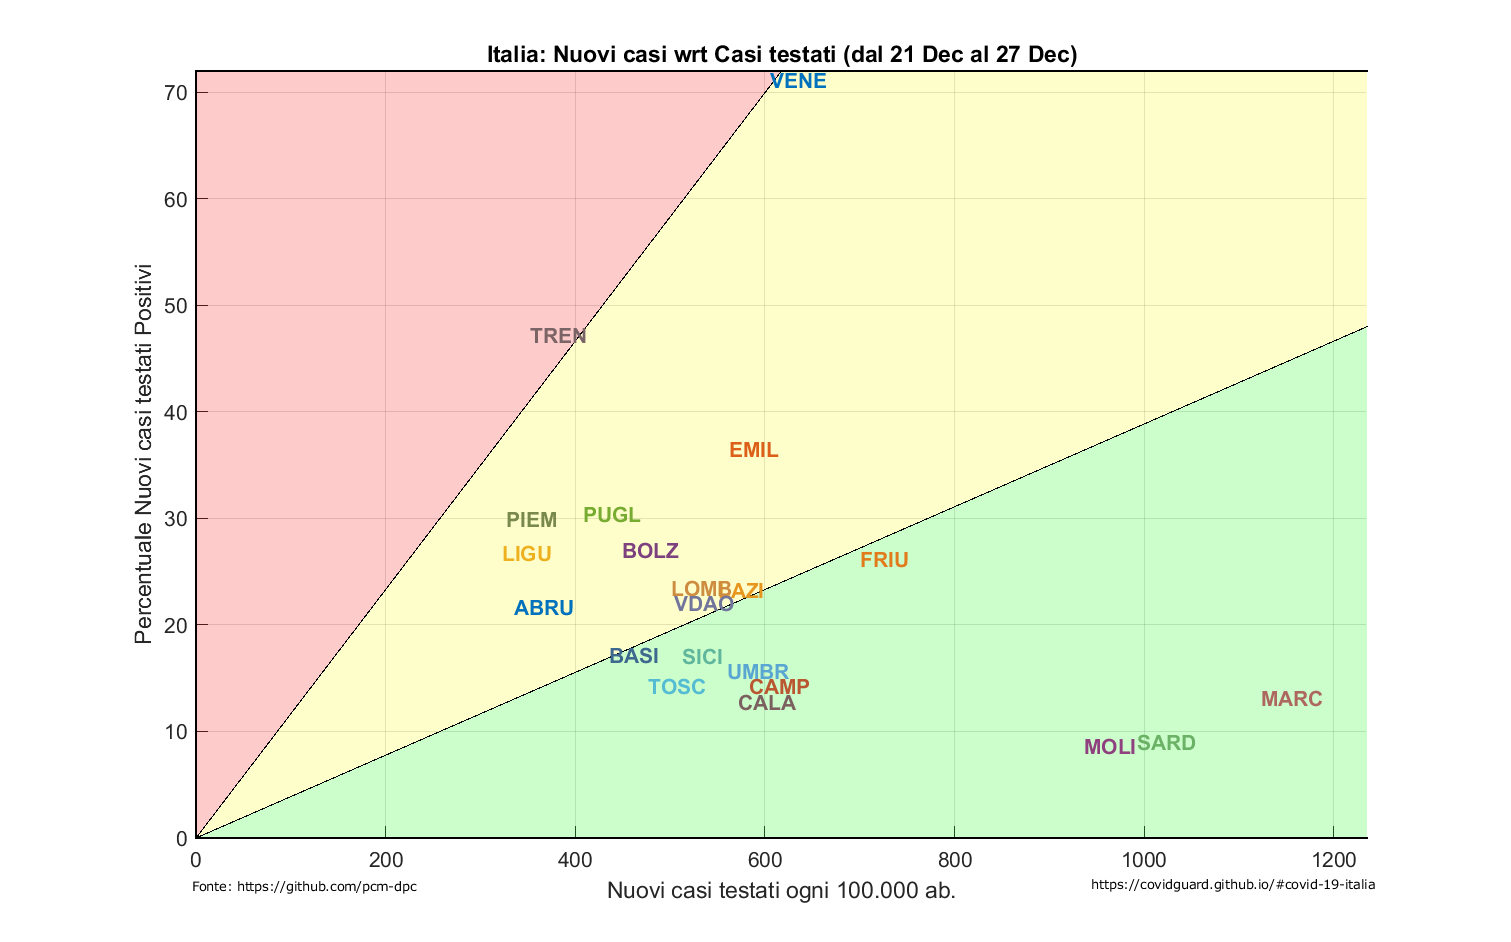 Italia: Nuovi casi wrt Casi testati (dal 21 Dec al 27 Dec)
70
60
50
40
30
20
10
0
Percentuale Nuovi casi testati Positivi
VENE
TREN
EMIL
PIEM
PUGL
LIGU
BOLZ
FRIU
LOMB
LAZI
VDAO
ABRU
BASI
SICI
UMBR
TOSC
CAMP
CALA
MARC
MOLI
SARD
0
200
400
600
800
1000
1200
Nuovi casi testati ogni 100.000 ab.
Fonte: https://github.com/pcm-dpc
https://covidguard.github.io/#covid-19-italia